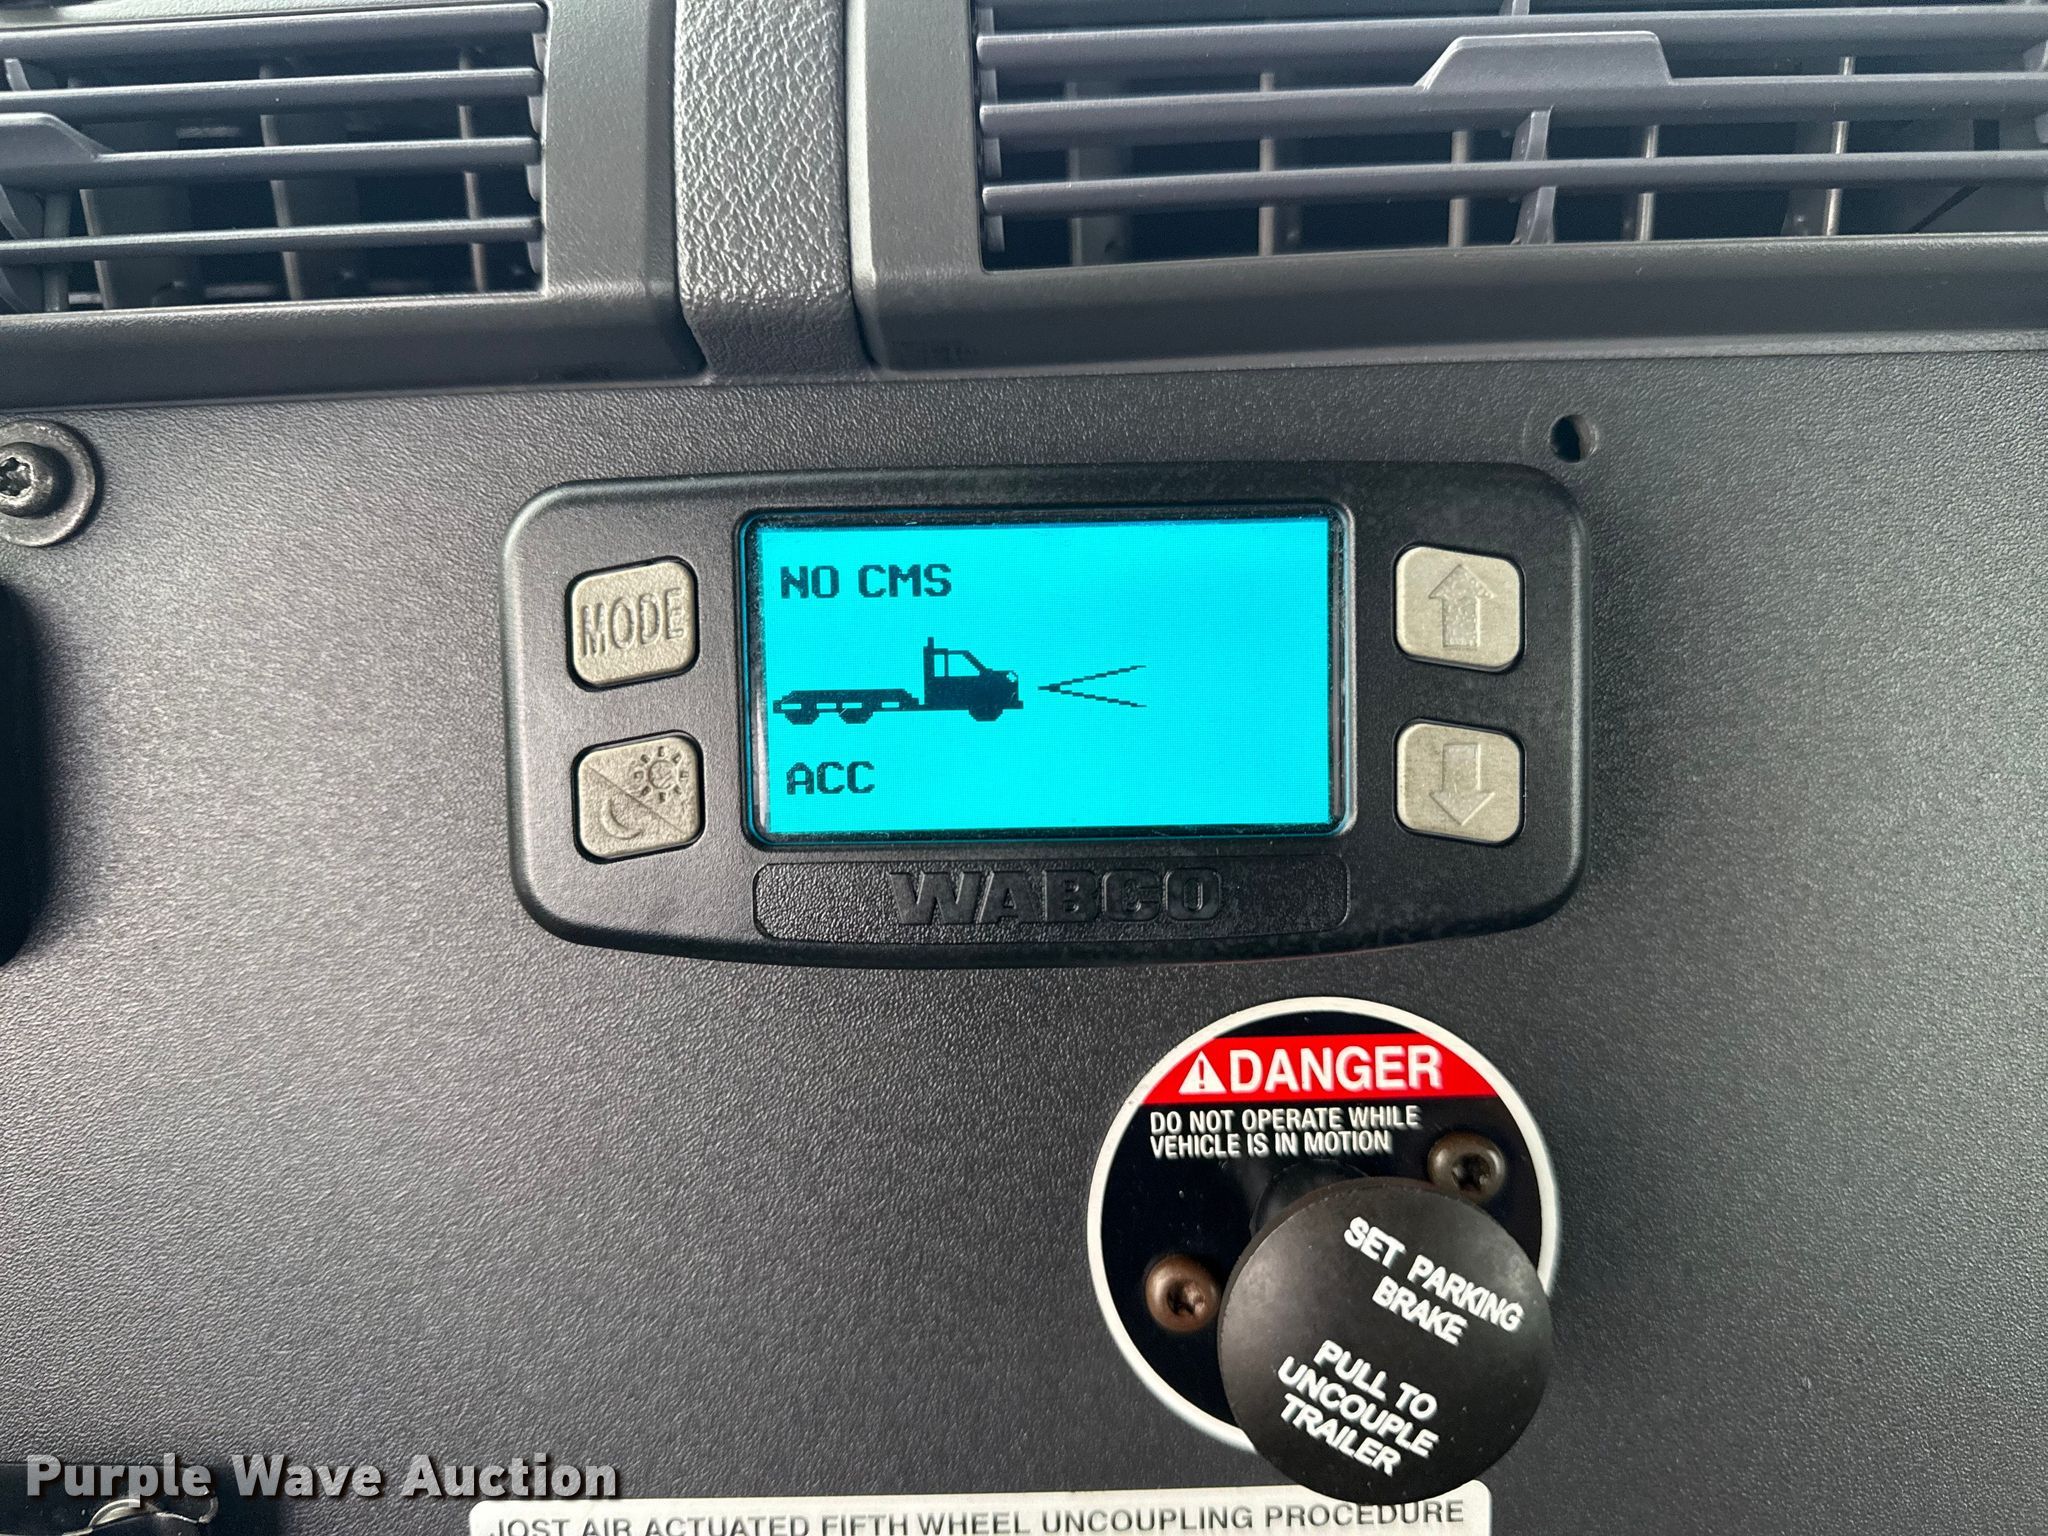 NO CMS
MODE
ACC
WABCO
DANGER
DO NOT OPERATE WHILE
VEHICLE IS IN MOTION
SET PARKING
BRAKE
PULL TO
UNCOUPLE
TRAILER
Purple Wave Auction
JOST AIR ACTUATED FIFTH WHEEL UNCOUPLING PROCEDURE